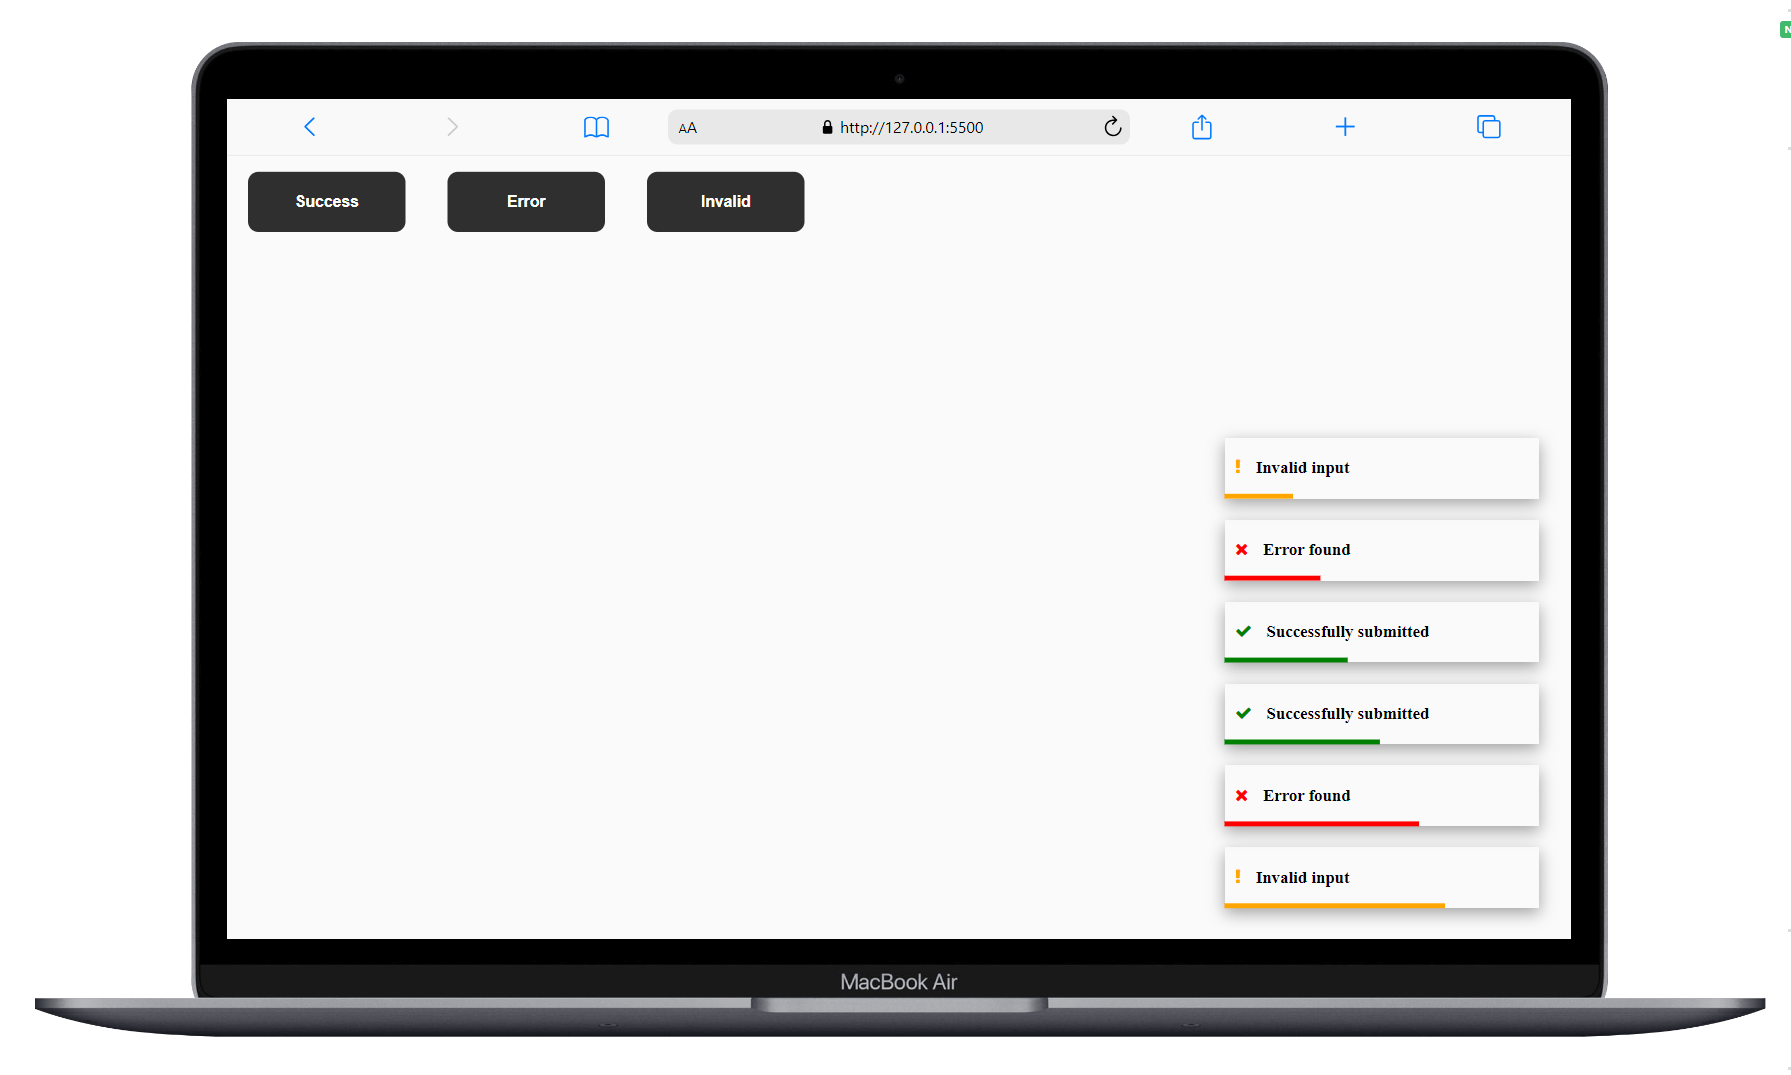 N
AA http://127.0.0.1:5500
Success Error Invalid
Invalid input
Error found
Successfully submitted
Successfully submitted
Error found
Invalid input
MacBook Air